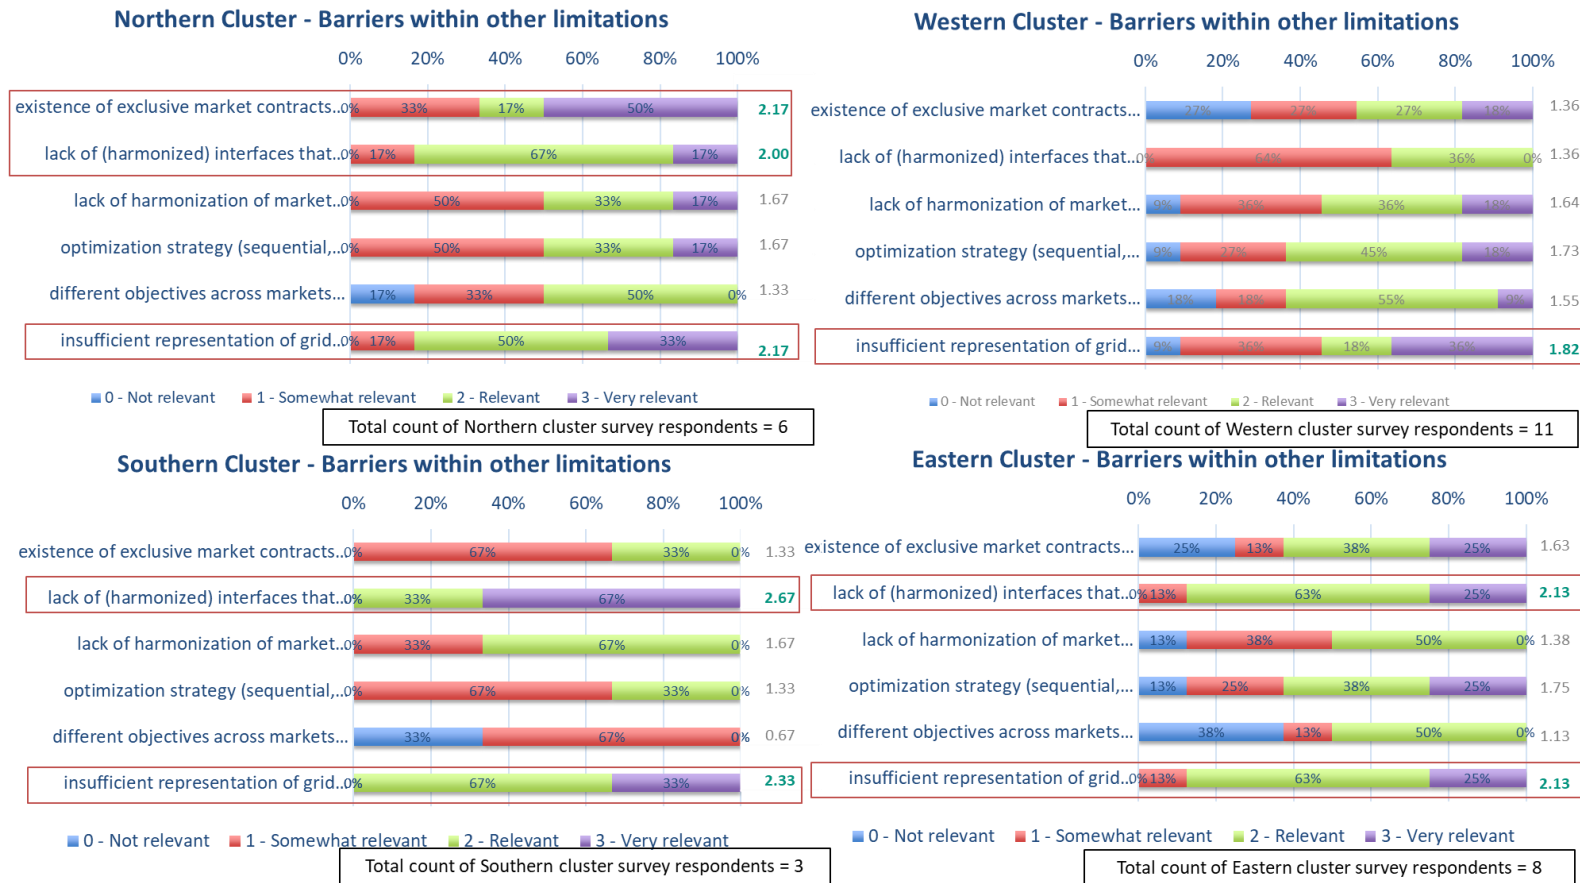 Northern Cluster - Barriers within other limitations
0% 20% 40% 60% 80% 100%
existence of exclusive market contracts... 0% 33% 17% 50% 2.17
lack of (harmonized) interfaces that... 0% 17% 67% 17% 2.00
lack of harmonization of market... 0% 50% 33% 17% 1.67
optimization strategy (sequential,... 0% 50% 33% 17% 1.67
different objectives across markets... 17% 33% 50% 0% 1.33
insufficient representation of grid... 0% 17% 50% 33% 2.17
0 - Not relevant 1 - Somewhat relevant 2 - Relevant 3 - Very relevant
Total count of Northern cluster survey respondents = 6
Western Cluster - Barriers within other limitations
0% 20% 40% 60% 80% 100%
existence of exclusive market contracts... 27% 27% 27% 18% 1.36
lack of (harmonized) interfaces that... 0% 64% 36% 0% 1.36
lack of harmonization of market... 9% 36% 36% 18% 1.64
optimization strategy (sequential,... 9% 27% 45% 18% 1.73
different objectives across markets... 18% 18% 55% 9% 1.55
insufficient representation of grid... 9% 36% 18% 36% 1.82
0 - Not relevant 1 - Somewhat relevant 2 - Relevant 3 - Very relevant
Total count of Western cluster survey respondents = 11
Southern Cluster - Barriers within other limitations
0% 20% 40% 60% 80% 100%
existence of exclusive market contracts... 0% 67% 33% 0% 1.33
lack of (harmonized) interfaces that... 0% 33% 67% 2.67
lack of harmonization of market... 0% 33% 67% 0% 1.67
optimization strategy (sequential,... 0% 67% 33% 0% 1.33
different objectives across markets... 33% 67% 0% 0.67
insufficient representation of grid... 0% 67% 33% 2.33
0 - Not relevant 1 - Somewhat relevant 2 - Relevant 3 - Very relevant
Total count of Southern cluster survey respondents = 3
Eastern Cluster - Barriers within other limitations
0% 20% 40% 60% 80% 100%
existence of exclusive market contracts... 25% 13% 38% 25% 1.63
lack of (harmonized) interfaces that... 0% 13% 63% 25% 2.13
lack of harmonization of market... 13% 38% 50% 0% 1.38
optimization strategy (sequential,... 13% 25% 38% 25% 1.75
different objectives across markets... 38% 13% 50% 0% 1.13
insufficient representation of grid... 0% 13% 63% 25% 2.13
0 - Not relevant 1 - Somewhat relevant 2 - Relevant 3 - Very relevant
Total count of Eastern cluster survey respondents = 8